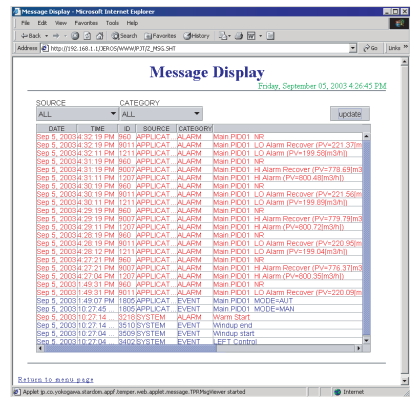 Message Display - Microsoft Internet Explorer
File Edit View Favorites Tools Help
Back Search Favorites History
Address http://192.168.1.1/JEROS/WWW/PJT/Z_MSG.SHT Go Links »
Message Display
Friday, September 05, 2003 4:26:45 PM
SOURCE CATEGORY
ALL ALL update
DATE TIME ID SOURCE CATEGORY
Sep 5, 2003 4:32:19 PM 960 APPLICAT... ALARM Main PID01 NR
Sep 5, 2003 4:32:19 PM 9011 APPLICAT... ALARM Main PID01 LO Alarm Recover (PV=221.37[m
Sep 5, 2003 4:32:11 PM 1211 APPLICAT... ALARM Main PID01 LO Alarm (PV=199.58[m3/h])
Sep 5, 2003 4:31:19 PM 960 APPLICAT... ALARM Main PID01 NR
Sep 5, 2003 4:31:19 PM 9007 APPLICAT... ALARM Main PID01 HI Alarm Recover (PV=778.69[m3
Sep 5, 2003 4:31:04 PM 1207 APPLICAT... ALARM Main PID01 HI Alarm (PV=800.48[m3/h])
Sep 5, 2003 4:30:19 PM 960 APPLICAT... ALARM Main PID01 NR
Sep 5, 2003 4:30:19 PM 9011 APPLICAT... ALARM Main PID01 LO Alarm Recover (PV=221.56[m
Sep 5, 2003 4:30:11 PM 1211 APPLICAT... ALARM Main PID01 LO Alarm (PV=199.89[m3/h])
Sep 5, 2003 4:29:19 PM 960 APPLICAT... ALARM Main PID01 NR
Sep 5, 2003 4:29:19 PM 9007 APPLICAT... ALARM Main PID01 HI Alarm Recover (PV=779.79[m3
Sep 5, 2003 4:29:04 PM 1207 APPLICAT... ALARM Main PID01 HI Alarm (PV=800.72[m3/h])
Sep 5, 2003 4:28:19 PM 960 APPLICAT... ALARM Main PID01 NR
Sep 5, 2003 4:28:19 PM 9011 APPLICAT... ALARM Main PID01 LO Alarm Recover (PV=220.95[m
Sep 5, 2003 4:28:12 PM 1211 APPLICAT... ALARM Main PID01 LO Alarm (PV=199.04[m3/h])
Sep 5, 2003 4:27:21 PM 960 APPLICAT... ALARM Main PID01 NR
Sep 5, 2003 4:27:21 PM 9007 APPLICAT... ALARM Main PID01 HI Alarm Recover (PV=776.37[m3
Sep 5, 2003 4:27:04 PM 1207 APPLICAT... ALARM Main PID01 HI Alarm (PV=800.35[m3/h])
Sep 5, 2003 1:49:31 PM 960 APPLICAT... ALARM Main PID01 NR
Sep 5, 2003 1:49:31 PM 9011 APPLICAT... ALARM Main PID01 LO Alarm Recover (PV=220.09[m
Sep 5, 2003 1:49:07 PM 1805 APPLICAT... EVENT Main PID01 MODE=AUT
Sep 5, 2003 10:27:45 ... 1805 APPLICAT... EVENT Main PID01 MODE=MAN
Sep 5, 2003 10:27:14 ... 3218 SYSTEM ALARM Warm Start
Sep 5, 2003 10:27:14 ... 3510 SYSTEM EVENT Windup end
Sep 5, 2003 10:27:04 ... 3509 SYSTEM EVENT Windup start
Sep 5, 2003 10:27:04 ... 3402 SYSTEM EVENT LEFT Control
Return to menu page
Applet jp.co.yokogawa.stardom.appf.temper.web.applet.message.TPRMsgViewer started Internet